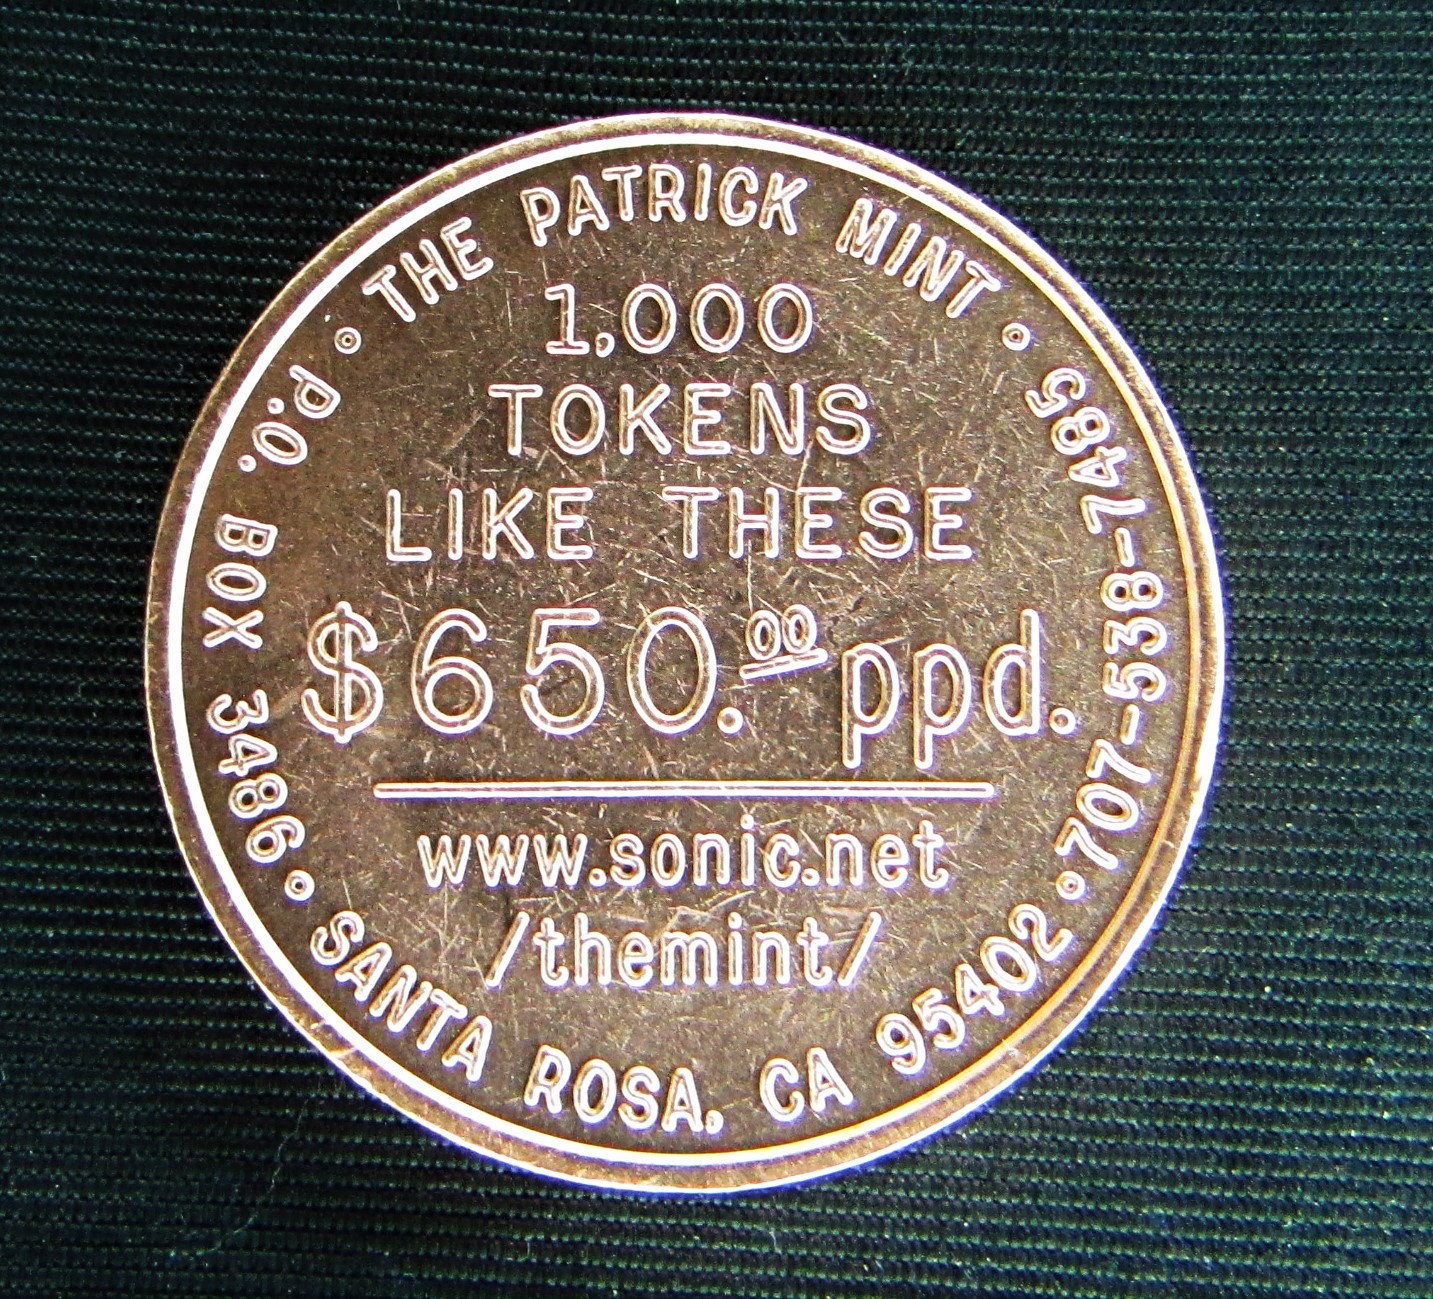 THE PATRICK MINT
1,000
TOKENS
LIKE THESE
$650.00 ppd.
www.sonic.net
/themint/
P.O. BOX 3486
SANTA ROSA, CA 95402
707-538-7485